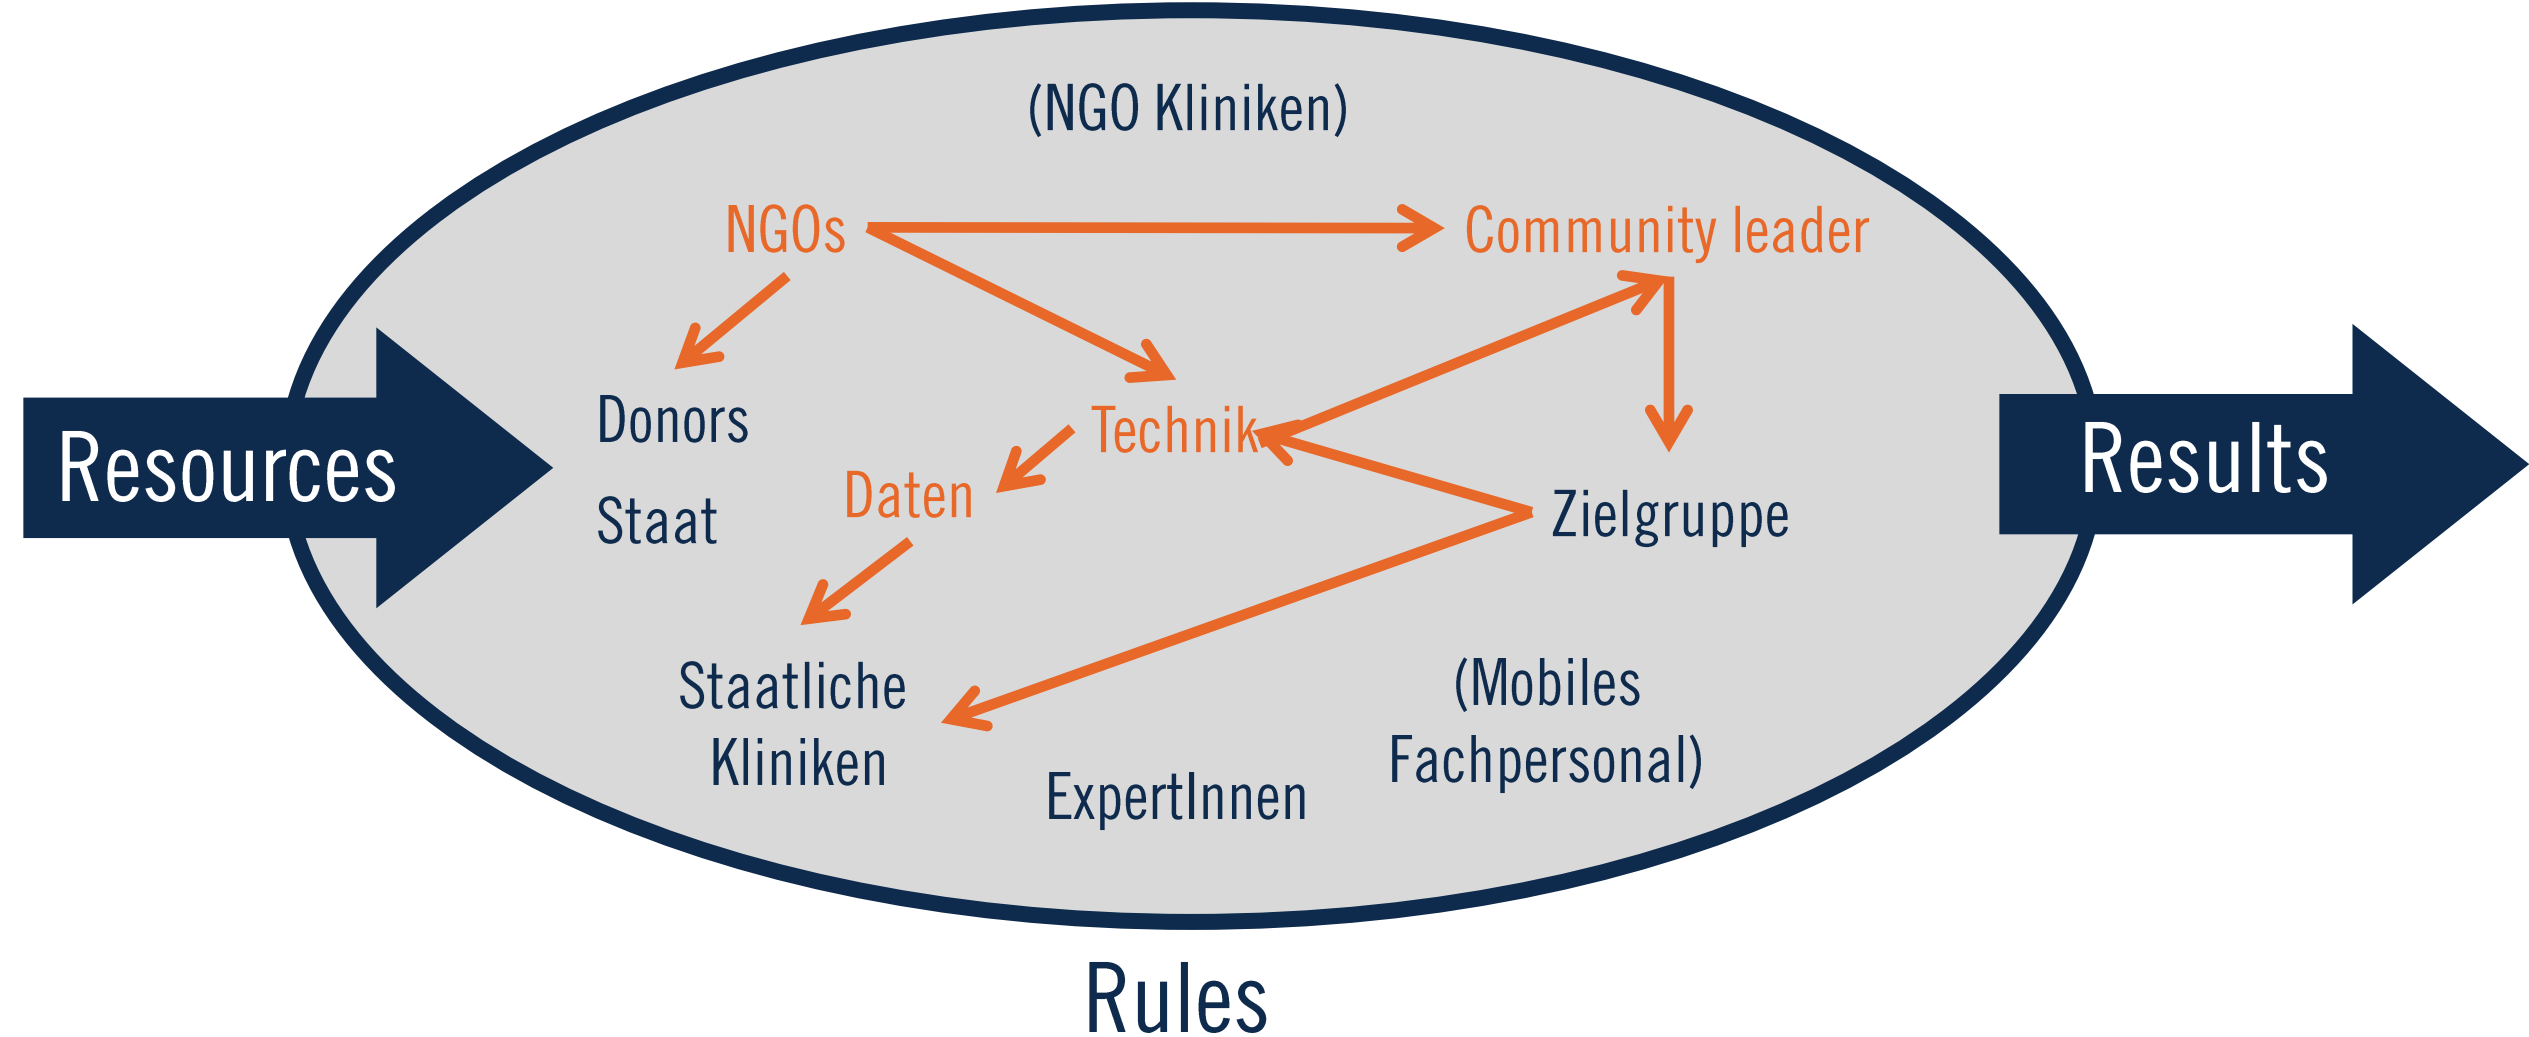 (NGO Kliniken)
NGOs
Community leader
Donors
Technik
Resources
Results
Daten
Staat
Zielgruppe
Staatliche
Kliniken
(Mobiles
Fachpersonal)
ExpertInnen
Rules